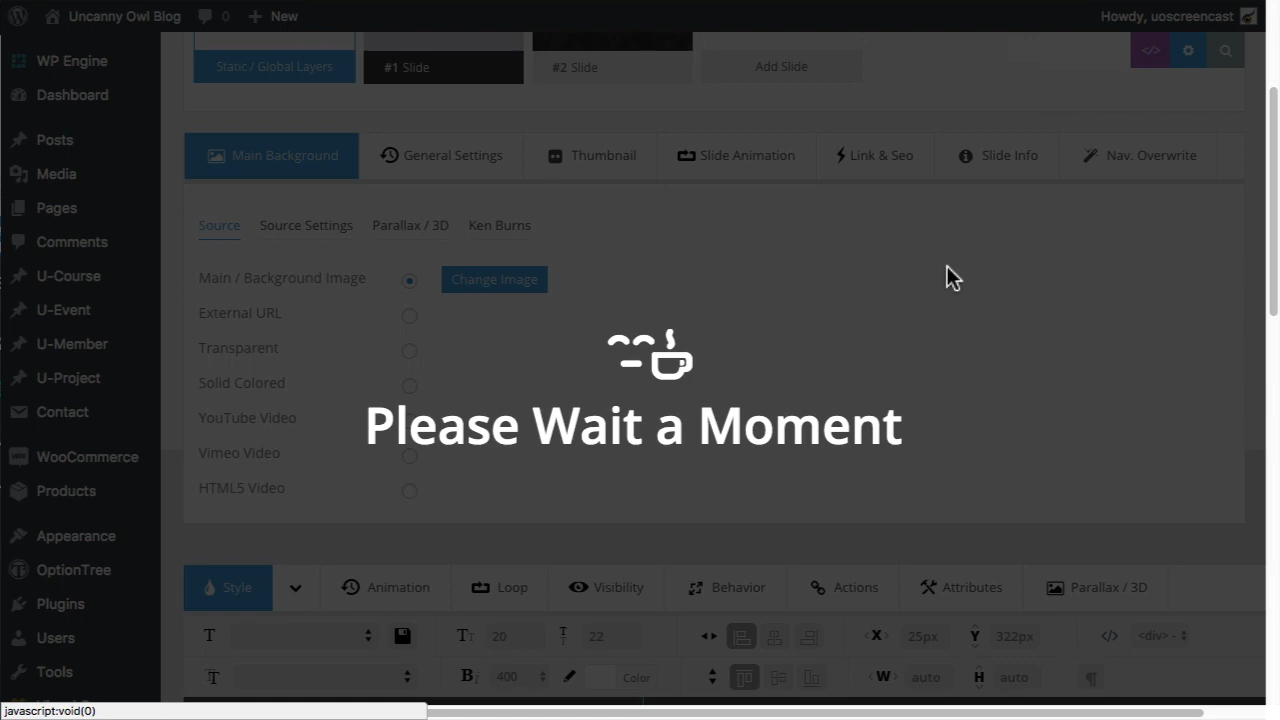 Uncanny Owl Blog 0 New Howdy, uoscreencast
WP Engine
Dashboard
Posts
Media
Pages
Comments
U-Course
U-Event
U-Member
U-Project
Contact
WooCommerce
Products
Appearance
OptionTree
Plugins
Users
Tools
Static / Global Layers #1 Slide #2 Slide Add Slide
Main Background General Settings Thumbnail Slide Animation Link & Seo Slide Info Nav. Overwrite
Source Source Settings Parallax / 3D Ken Burns
Main / Background Image Change Image
External URL
Transparent
Solid Colored
YouTube Video
Vimeo Video
HTML5 Video
Please Wait a Moment
Style Animation Loop Visibility Behavior Actions Attributes Parallax / 3D
20 22 X 25px Y 322px </> <div> -
400 Color W auto H auto
javascript:void(0)